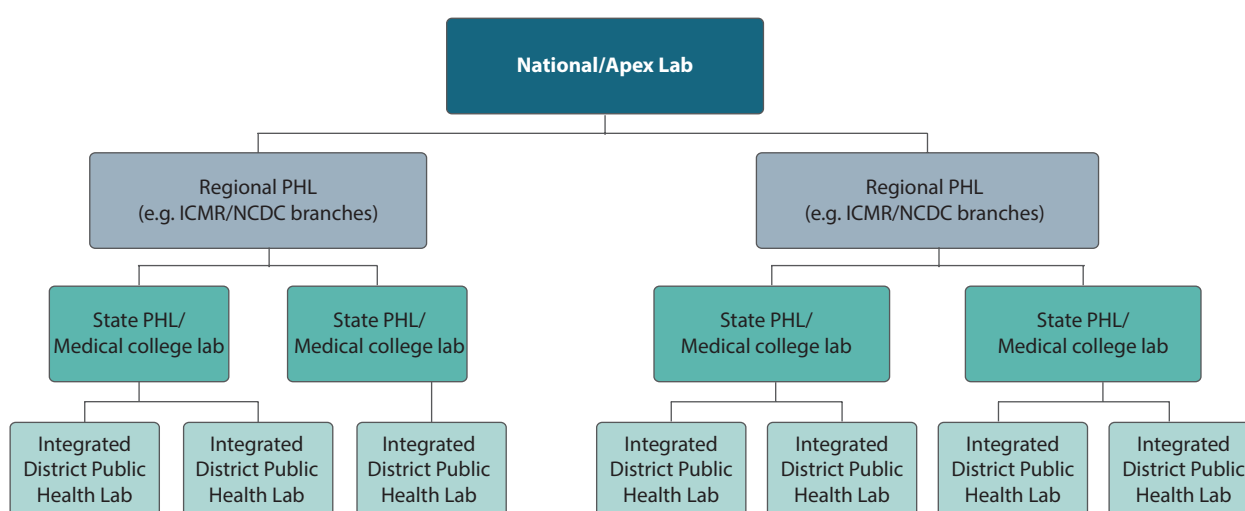 National/Apex Lab
Regional PHL
(e.g. ICMR/NCDC branches)
Regional PHL
(e.g. ICMR/NCDC branches)
State PHL/
Medical college lab
State PHL/
Medical college lab
State PHL/
Medical college lab
State PHL/
Medical college lab
Integrated
District Public
Health Lab
Integrated
District Public
Health Lab
Integrated
District Public
Health Lab
Integrated
District Public
Health Lab
Integrated
District Public
Health Lab
Integrated
District Public
Health Lab
Integrated
District Public
Health Lab